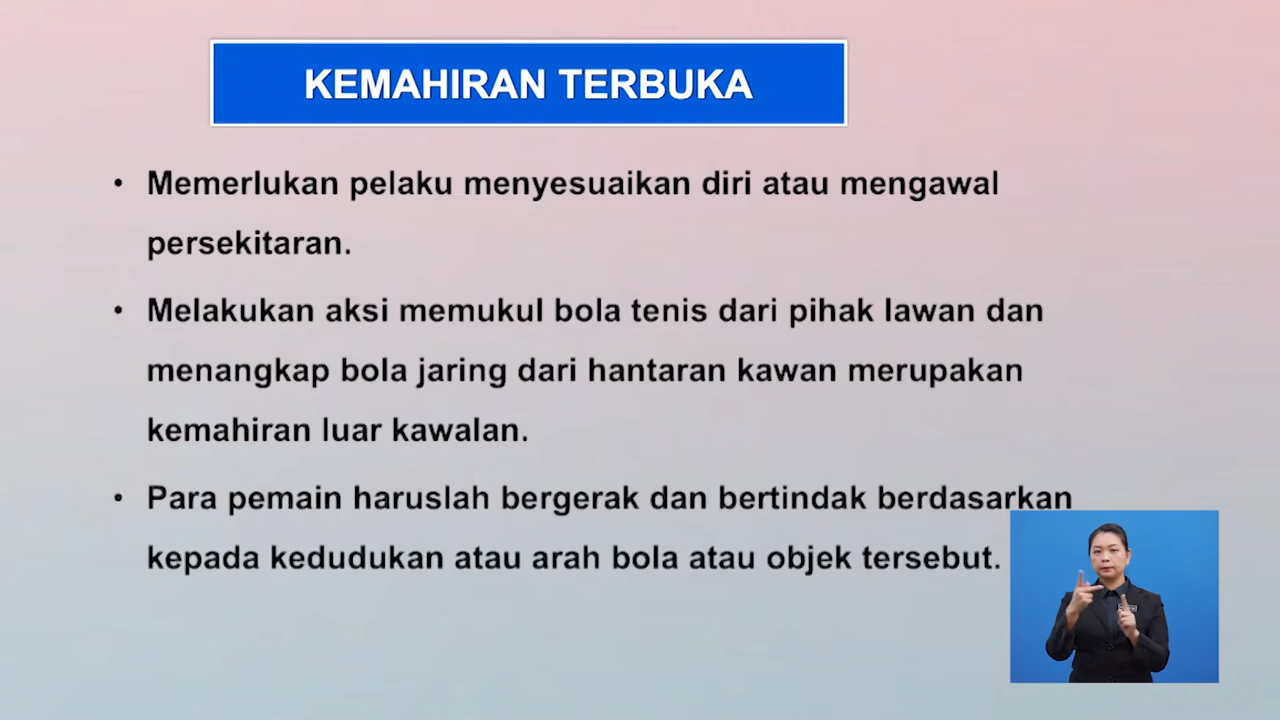 KEMAHIRAN TERBUKA
• Memerlukan pelaku menyesuaikan diri atau mengawal
persekitaran.
• Melakukan aksi memukul bola tenis dari pihak lawan dan
menangkap bola jaring dari hantaran kawan merupakan
kemahiran luar kawalan.
• Para pemain haruslah bergerak dan bertindak berdasarkan
kepada kedudukan atau arah bola atau objek tersebut.